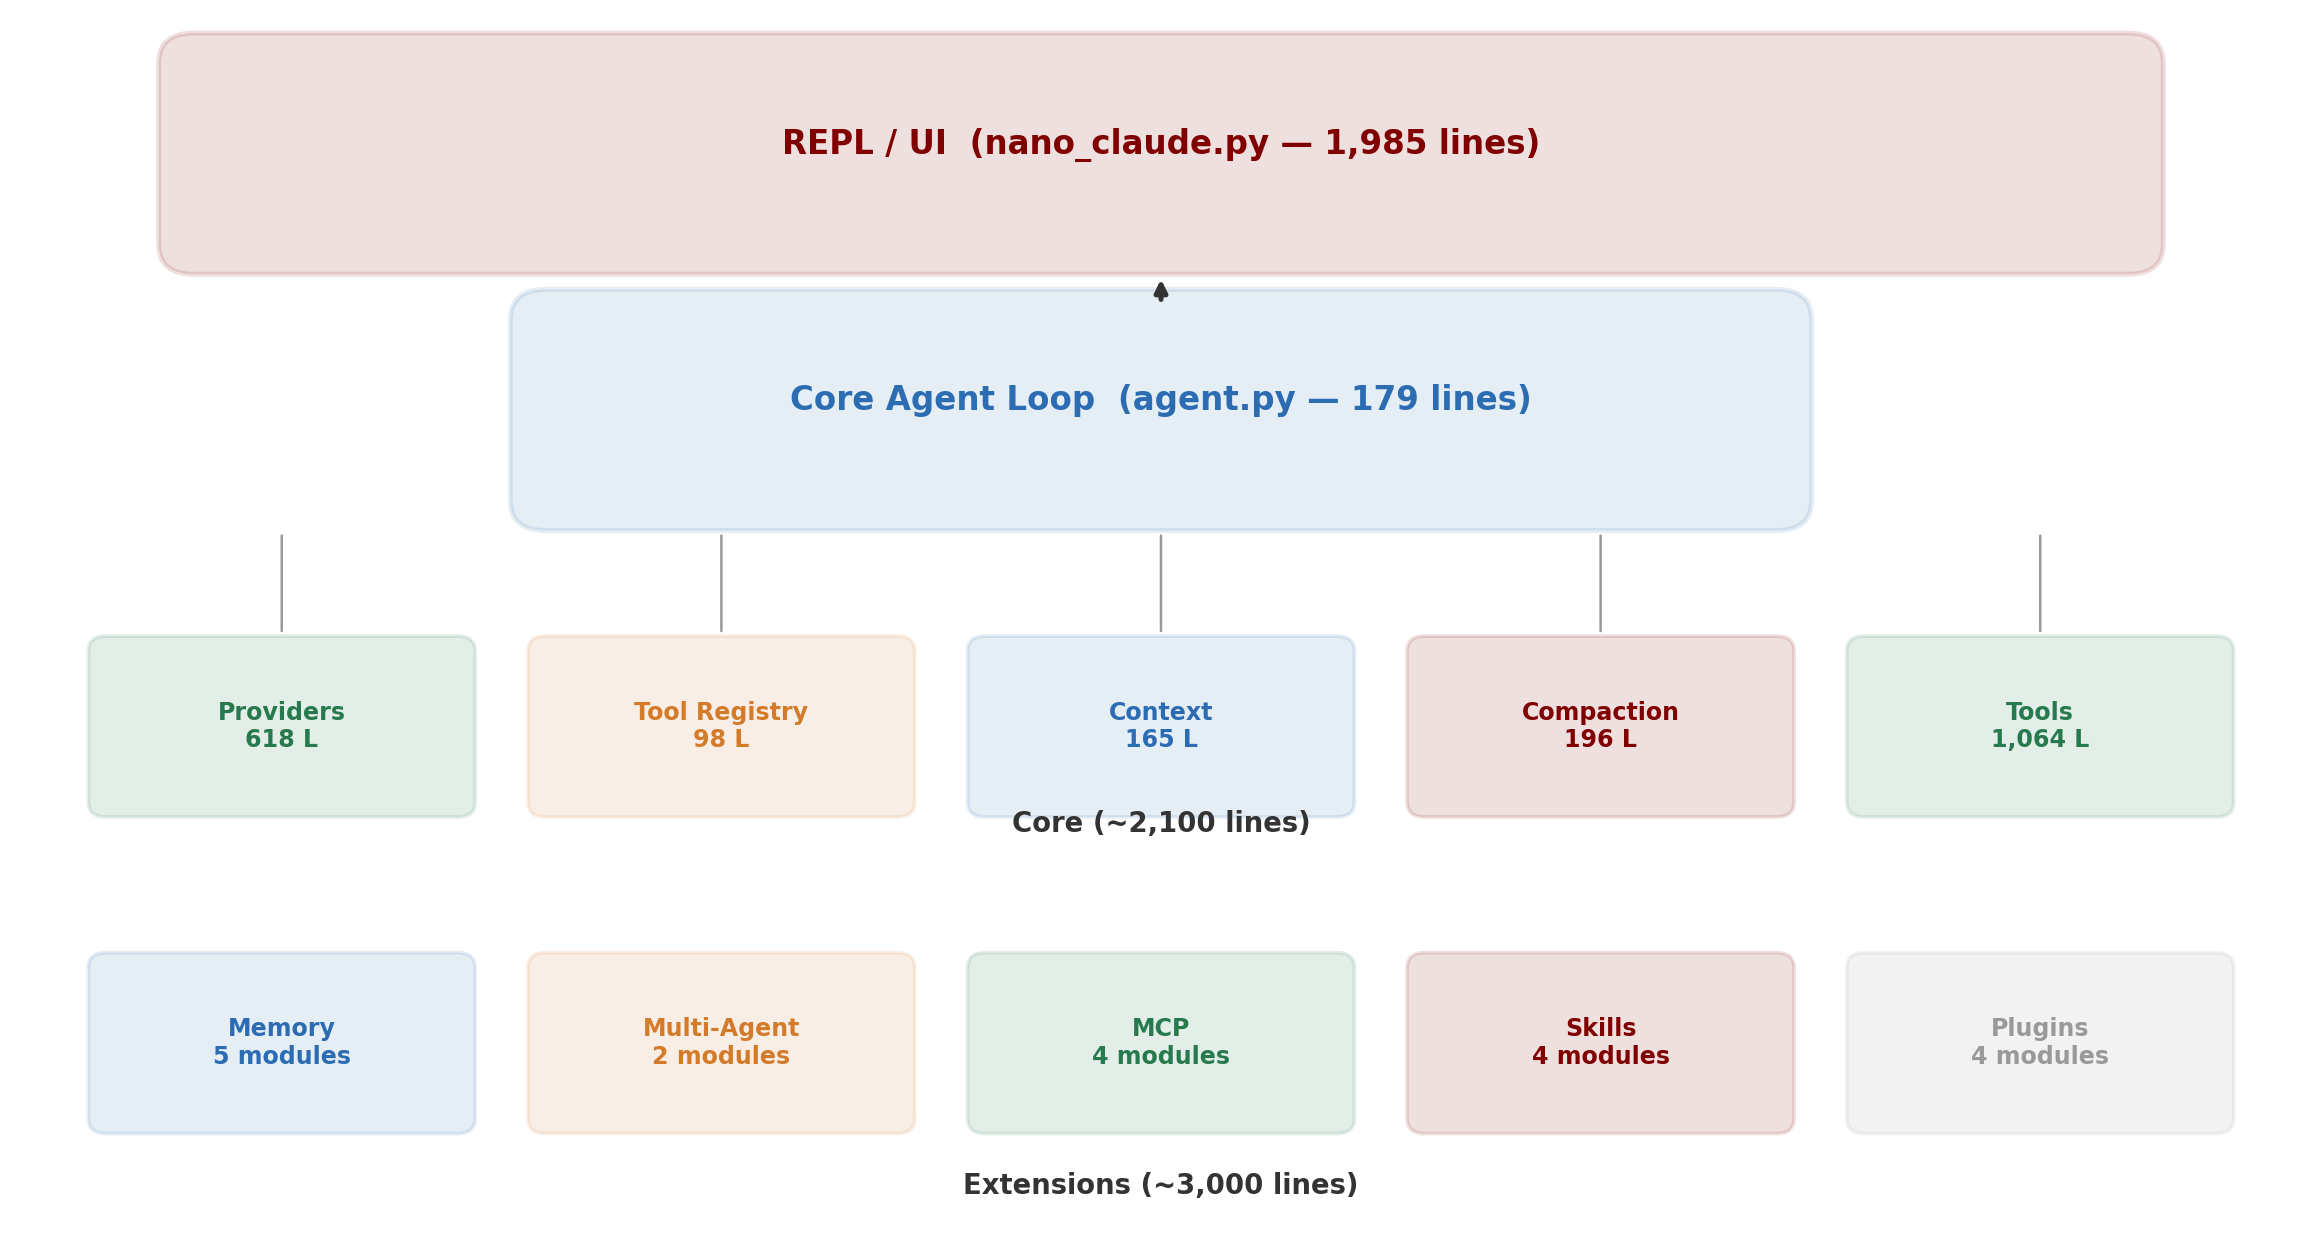 REPL / UI  (nano_claude.py — 1,985 lines)
Core Agent Loop  (agent.py — 179 lines)
Providers
618 L
Tool Registry
98 L
Context
165 L
Compaction
196 L
Tools
1,064 L
Core (~2,100 lines)
Memory
5 modules
Multi-Agent
2 modules
MCP
4 modules
Skills
4 modules
Plugins
4 modules
Extensions (~3,000 lines)